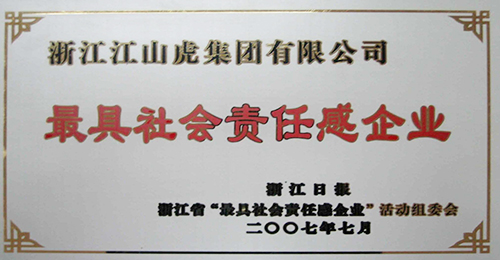 浙江江山虎集团有限公司
最具社会责任感企业
浙江日报
浙江省“最具社会责任感企业”活动组委会
二〇〇七年七月